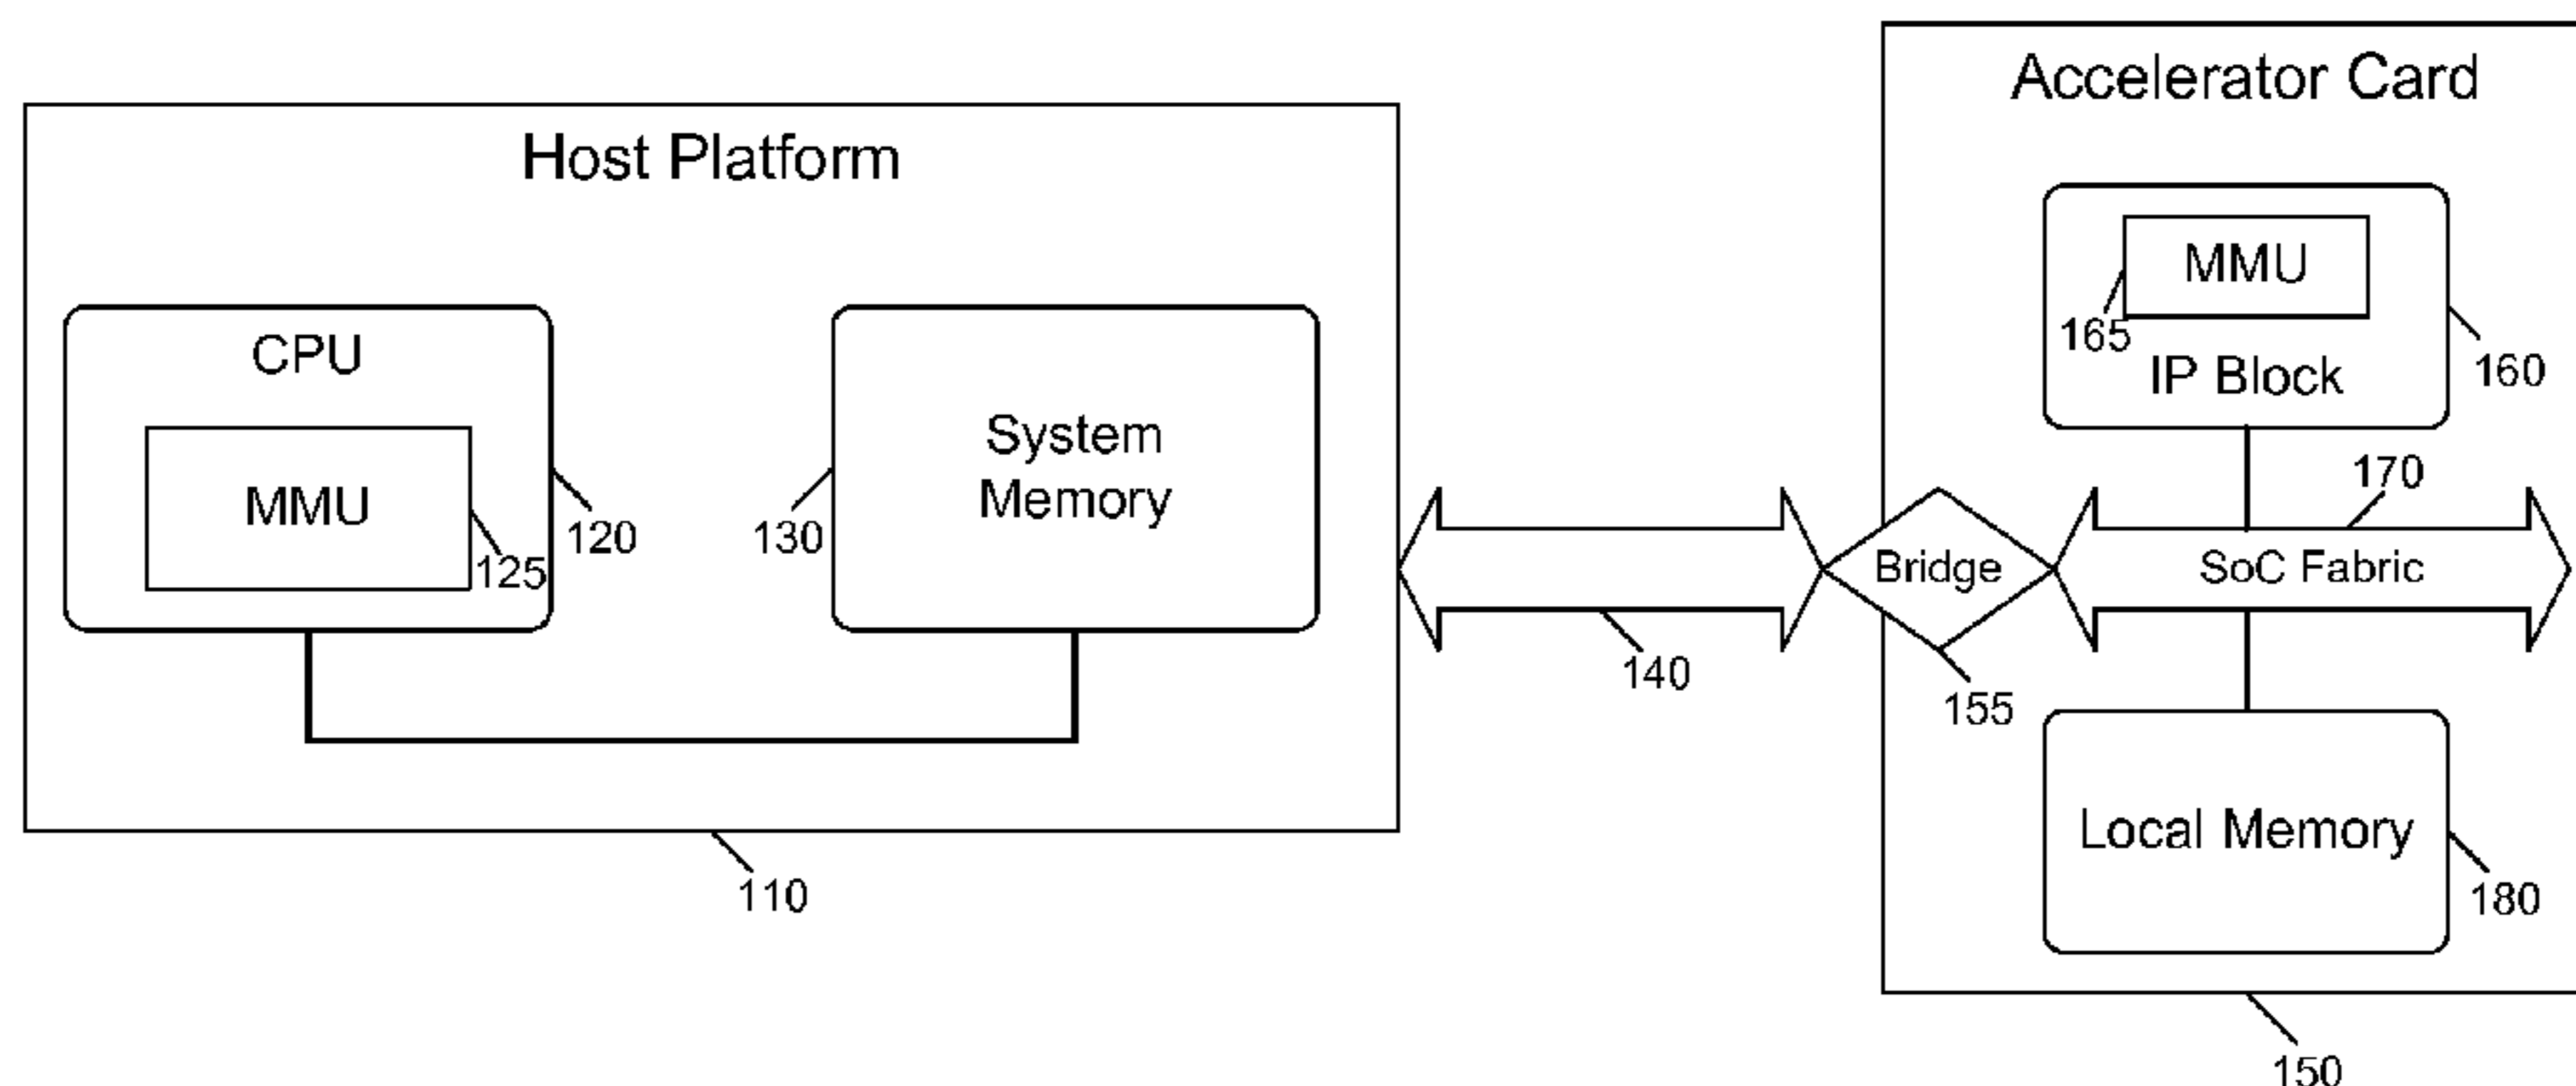 Host Platform
CPU
MMU
125
120
System
Memory
130
110
140
Accelerator Card
MMU
165
IP Block
160
170
Bridge
SoC Fabric
155
Local Memory
180
150